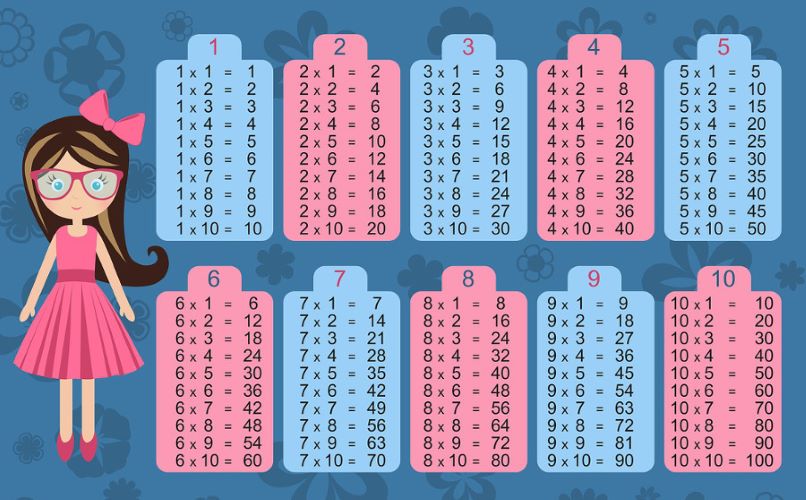 1
1 x 1 = 1
1 x 2 = 2
1 x 3 = 3
1 x 4 = 4
1 x 5 = 5
1 x 6 = 6
1 x 7 = 7
1 x 8 = 8
1 x 9 = 9
1 x 10 = 10
2
2 x 1 = 2
2 x 2 = 4
2 x 3 = 6
2 x 4 = 8
2 x 5 = 10
2 x 6 = 12
2 x 7 = 14
2 x 8 = 16
2 x 9 = 18
2 x 10 = 20
3
3 x 1 = 3
3 x 2 = 6
3 x 3 = 9
3 x 4 = 12
3 x 5 = 15
3 x 6 = 18
3 x 7 = 21
3 x 8 = 24
3 x 9 = 27
3 x 10 = 30
4
4 x 1 = 4
4 x 2 = 8
4 x 3 = 12
4 x 4 = 16
4 x 5 = 20
4 x 6 = 24
4 x 7 = 28
4 x 8 = 32
4 x 9 = 36
4 x 10 = 40
5
5 x 1 = 5
5 x 2 = 10
5 x 3 = 15
5 x 4 = 20
5 x 5 = 25
5 x 6 = 30
5 x 7 = 35
5 x 8 = 40
5 x 9 = 45
5 x 10 = 50
6
6 x 1 = 6
6 x 2 = 12
6 x 3 = 18
6 x 4 = 24
6 x 5 = 30
6 x 6 = 36
6 x 7 = 42
6 x 8 = 48
6 x 9 = 54
6 x 10 = 60
7
7 x 1 = 7
7 x 2 = 14
7 x 3 = 21
7 x 4 = 28
7 x 5 = 35
7 x 6 = 42
7 x 7 = 49
7 x 8 = 56
7 x 9 = 63
7 x 10 = 70
8
8 x 1 = 8
8 x 2 = 16
8 x 3 = 24
8 x 4 = 32
8 x 5 = 40
8 x 6 = 48
8 x 7 = 56
8 x 8 = 64
8 x 9 = 72
8 x 10 = 80
9
9 x 1 = 9
9 x 2 = 18
9 x 3 = 27
9 x 4 = 36
9 x 5 = 45
9 x 6 = 54
9 x 7 = 63
9 x 8 = 72
9 x 9 = 81
9 x 10 = 90
10
10 x 1 = 10
10 x 2 = 20
10 x 3 = 30
10 x 4 = 40
10 x 5 = 50
10 x 6 = 60
10 x 7 = 70
10 x 8 = 80
10 x 9 = 90
10 x 10 = 100